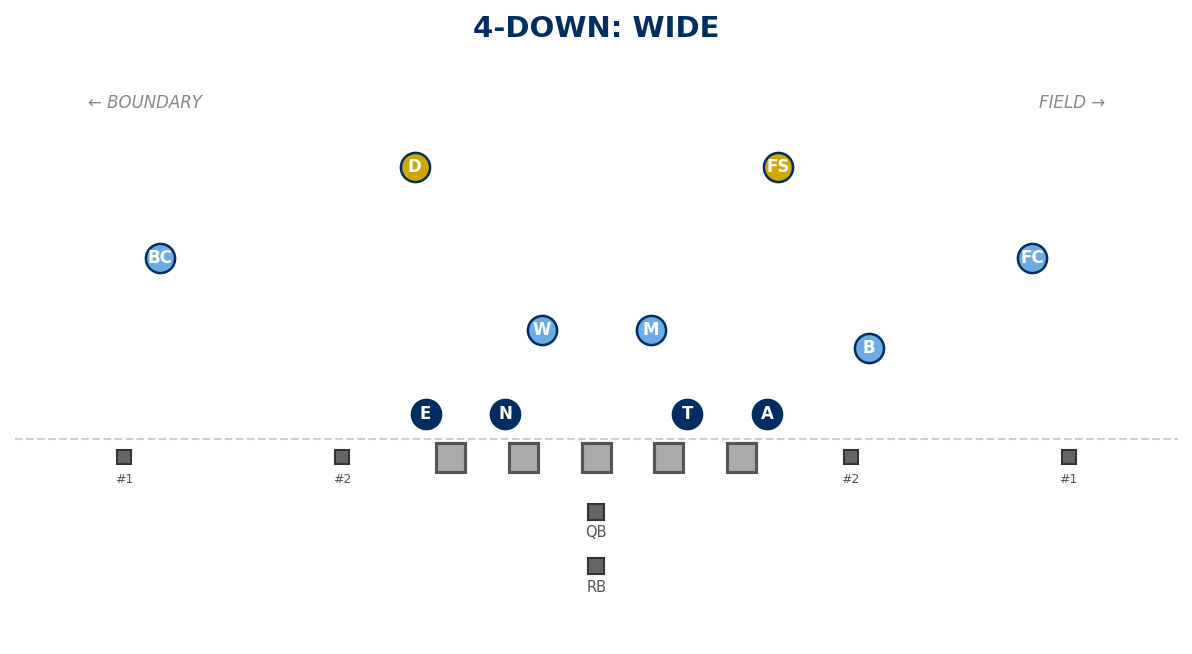 4-DOWN: WIDE
← BOUNDARY
FIELD →
D
FS
BC
FC
W
M
B
E
N
T
A
#1
#2
#2
#1
QB
RB